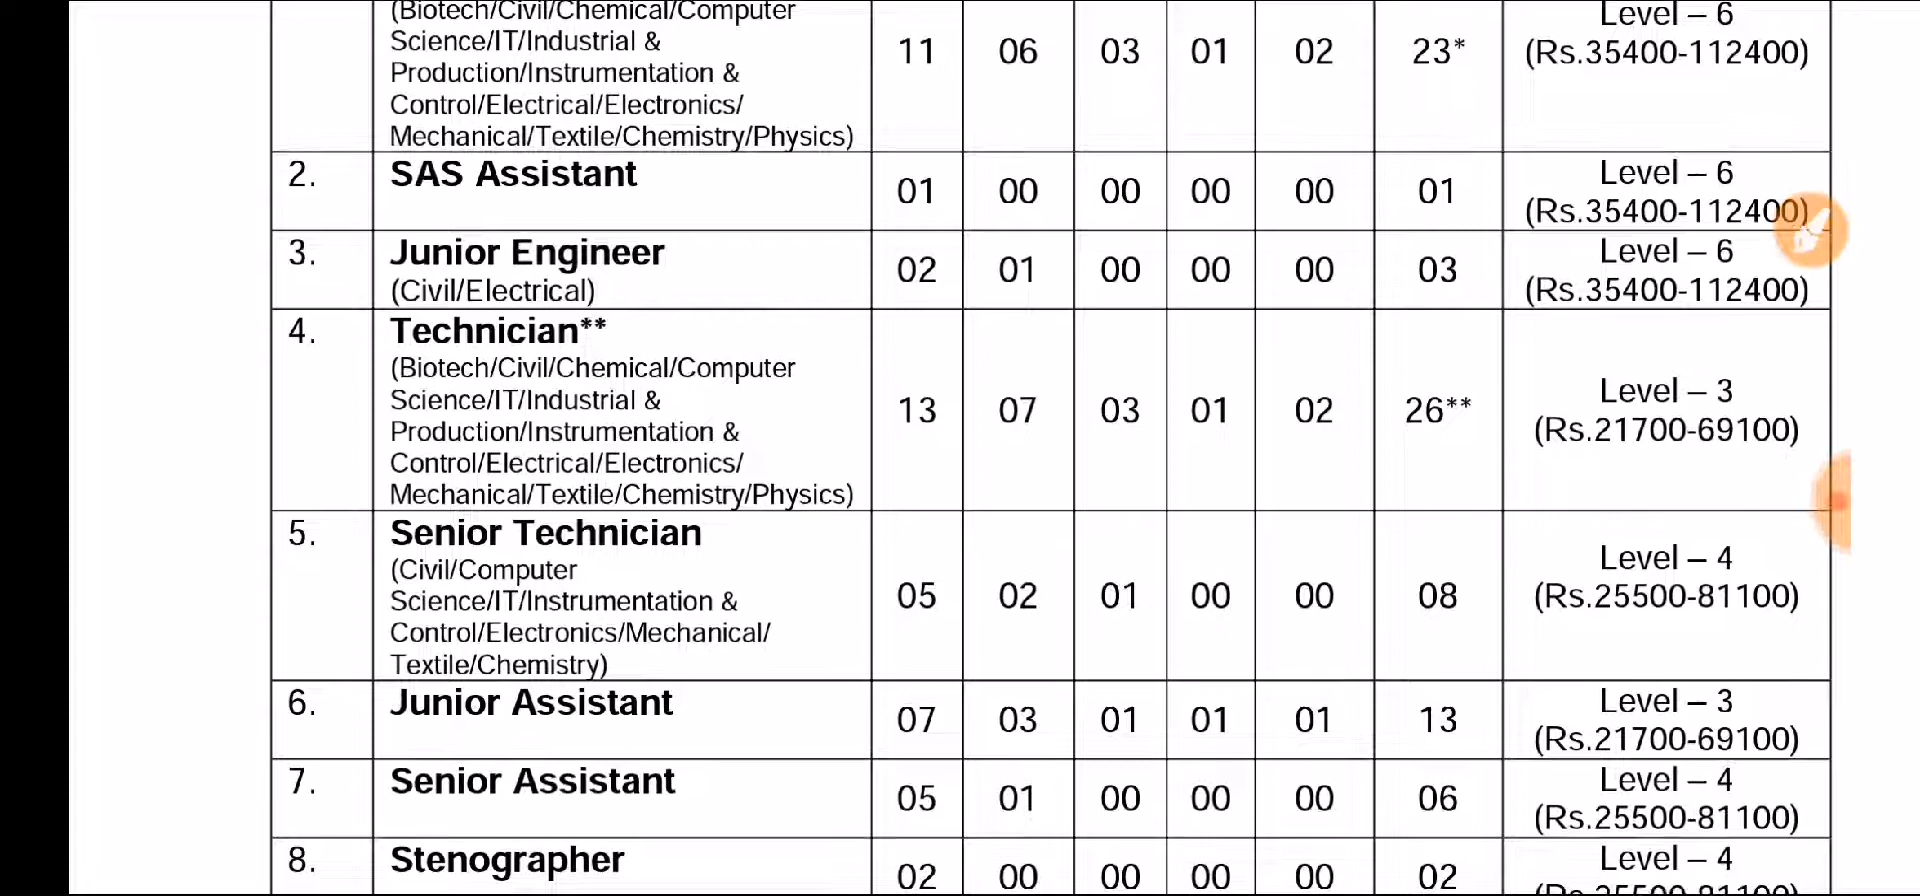 (Biotech/Civil/Chemical/Computer
Science/IT/Industrial &
Production/Instrumentation &
Control/Electrical/Electronics/
Mechanical/Textile/Chemistry/Physics)
11 06 03 01 02 23*
Level – 6
(Rs.35400-112400)
2. SAS Assistant 01 00 00 00 00 01
Level – 6
(Rs.35400-112400)
3. Junior Engineer
(Civil/Electrical)
02 01 00 00 00 03
Level – 6
(Rs.35400-112400)
4. Technician**
(Biotech/Civil/Chemical/Computer
Science/IT/Industrial &
Production/Instrumentation &
Control/Electrical/Electronics/
Mechanical/Textile/Chemistry/Physics)
13 07 03 01 02 26**
Level – 3
(Rs.21700-69100)
5. Senior Technician
(Civil/Computer
Science/IT/Instrumentation &
Control/Electronics/Mechanical/
Textile/Chemistry)
05 02 01 00 00 08
Level – 4
(Rs.25500-81100)
6. Junior Assistant 07 03 01 01 01 13
Level – 3
(Rs.21700-69100)
7. Senior Assistant 05 01 00 00 00 06
Level – 4
(Rs.25500-81100)
8. Stenographer 02 00 00 00 00 02
Level – 4